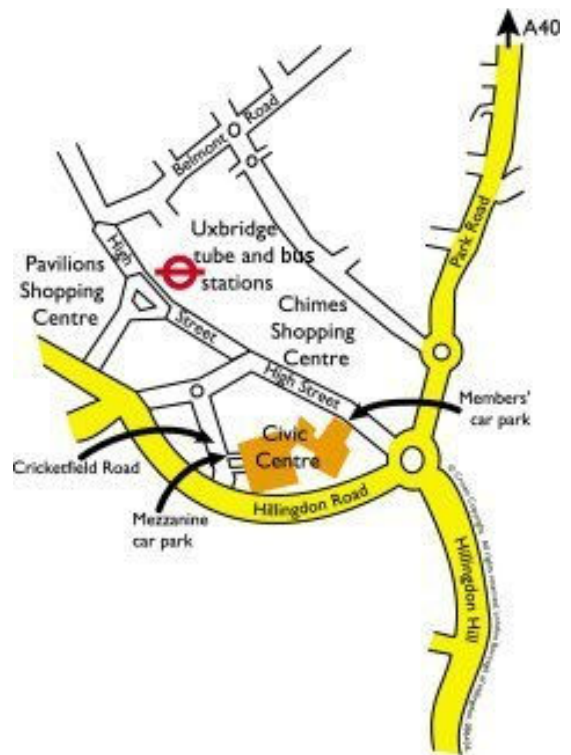 A40
Belmont Road
Park Road
Uxbridge
tube and bus
stations
High
Street
Pavilions
Shopping
Centre
Chimes
Shopping
Centre
High Street
Members'
car park
Civic
Centre
Cricketfield Road
Mezzanine
car park
Hillingdon Road
Hillingdon Hill